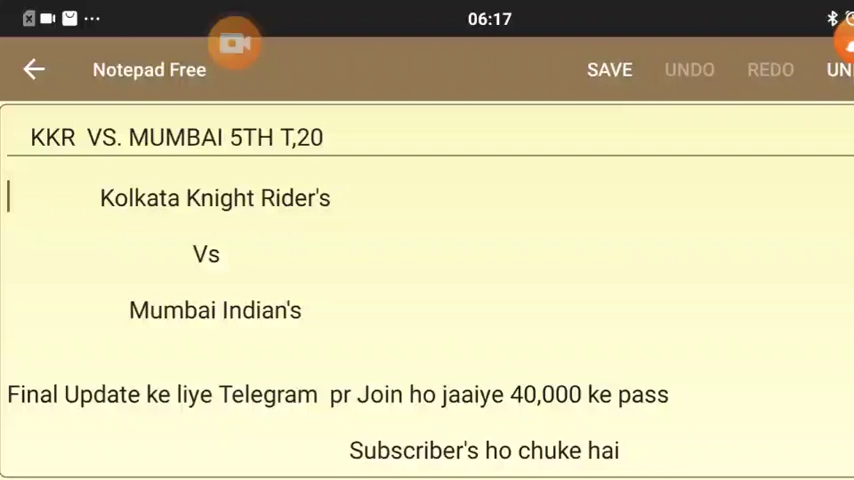 06:17
Notepad Free SAVE UNDO REDO UN
KKR VS. MUMBAI 5TH T,20
Kolkata Knight Rider's
Vs
Mumbai Indian's
Final Update ke liye Telegram pr Join ho jaaiye 40,000 ke pass
Subscriber's ho chuke hai